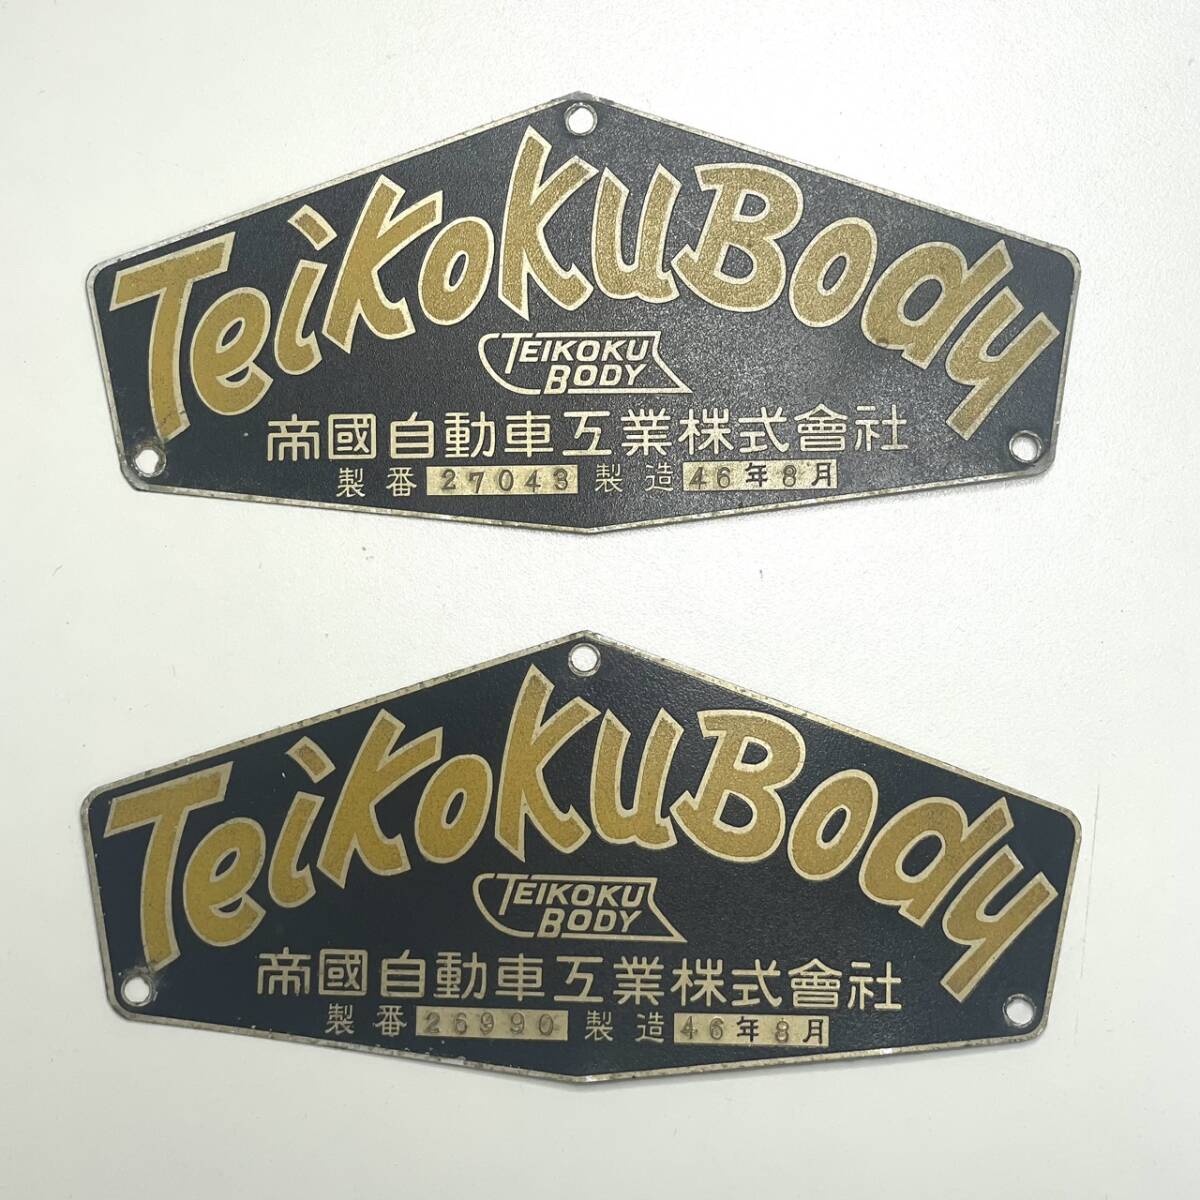 TeikokuBody
TEIKOKU
BODY
帝國自動車工業株式會社
製番 27043 製造 46年8月
TeikokuBody
TEIKOKU
BODY
帝國自動車工業株式會社
製番 26990 製造 46年8月